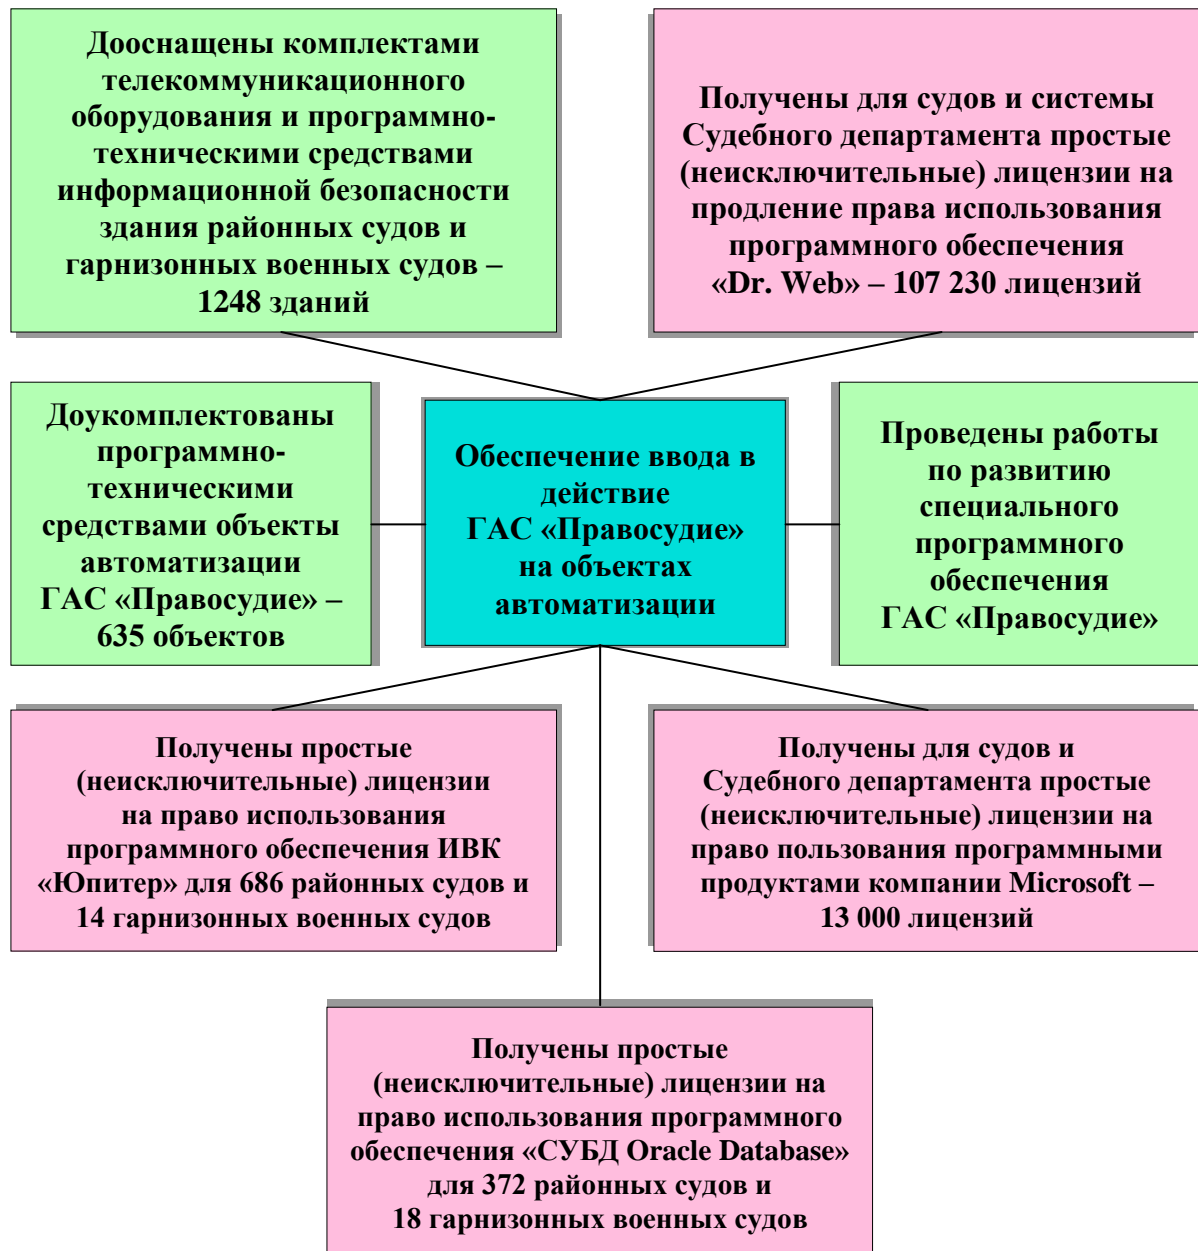 Дооснащены комплектами
телекоммуникационного
оборудования и программно-
техническими средствами
информационной безопасности
здания районных судов и
гарнизонных военных судов –
1248 зданий
Получены для судов и системы
Судебного департамента простые
(неисключительные) лицензии на
продление права использования
программного обеспечения
«Dr. Web» – 107 230 лицензий
Доукомплектованы
программно-
техническими
средствами объекты
автоматизации
ГАС «Правосудие» –
635 объектов
Обеспечение ввода в
действие
ГАС «Правосудие»
на объектах
автоматизации
Проведены работы
по развитию
специального
программного
обеспечения
ГАС «Правосудие»
Получены простые
(неисключительные) лицензии
на право использования
программного обеспечения ИВК
«Юпитер» для 686 районных судов и
14 гарнизонных военных судов
Получены для судов и
Судебного департамента простые
(неисключительные) лицензии на
право пользования программными
продуктами компании Microsoft –
13 000 лицензий
Получены простые
(неисключительные) лицензии на
право использования программного
обеспечения «СУБД Oracle Database»
для 372 районных судов и
18 гарнизонных военных судов